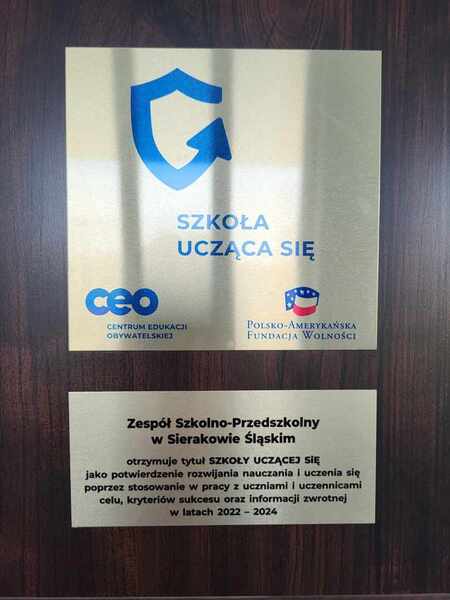 SZKOŁA
UCZĄCA SIĘ
ceo
CENTRUM EDUKACJI
OBYWATELSKIEJ
POLSKO-AMERYKAŃSKA
FUNDACJA WOLNOŚCI
Zespół Szkolno-Przedszkolny
w Sierakowie Śląskim
otrzymuje tytuł SZKOŁY UCZĄCEJ SIĘ
jako potwierdzenie rozwijania nauczania i uczenia się
poprzez stosowanie w pracy z uczniami i uczennicami
celu, kryteriów sukcesu oraz informacji zwrotnej
w latach 2022 – 2024